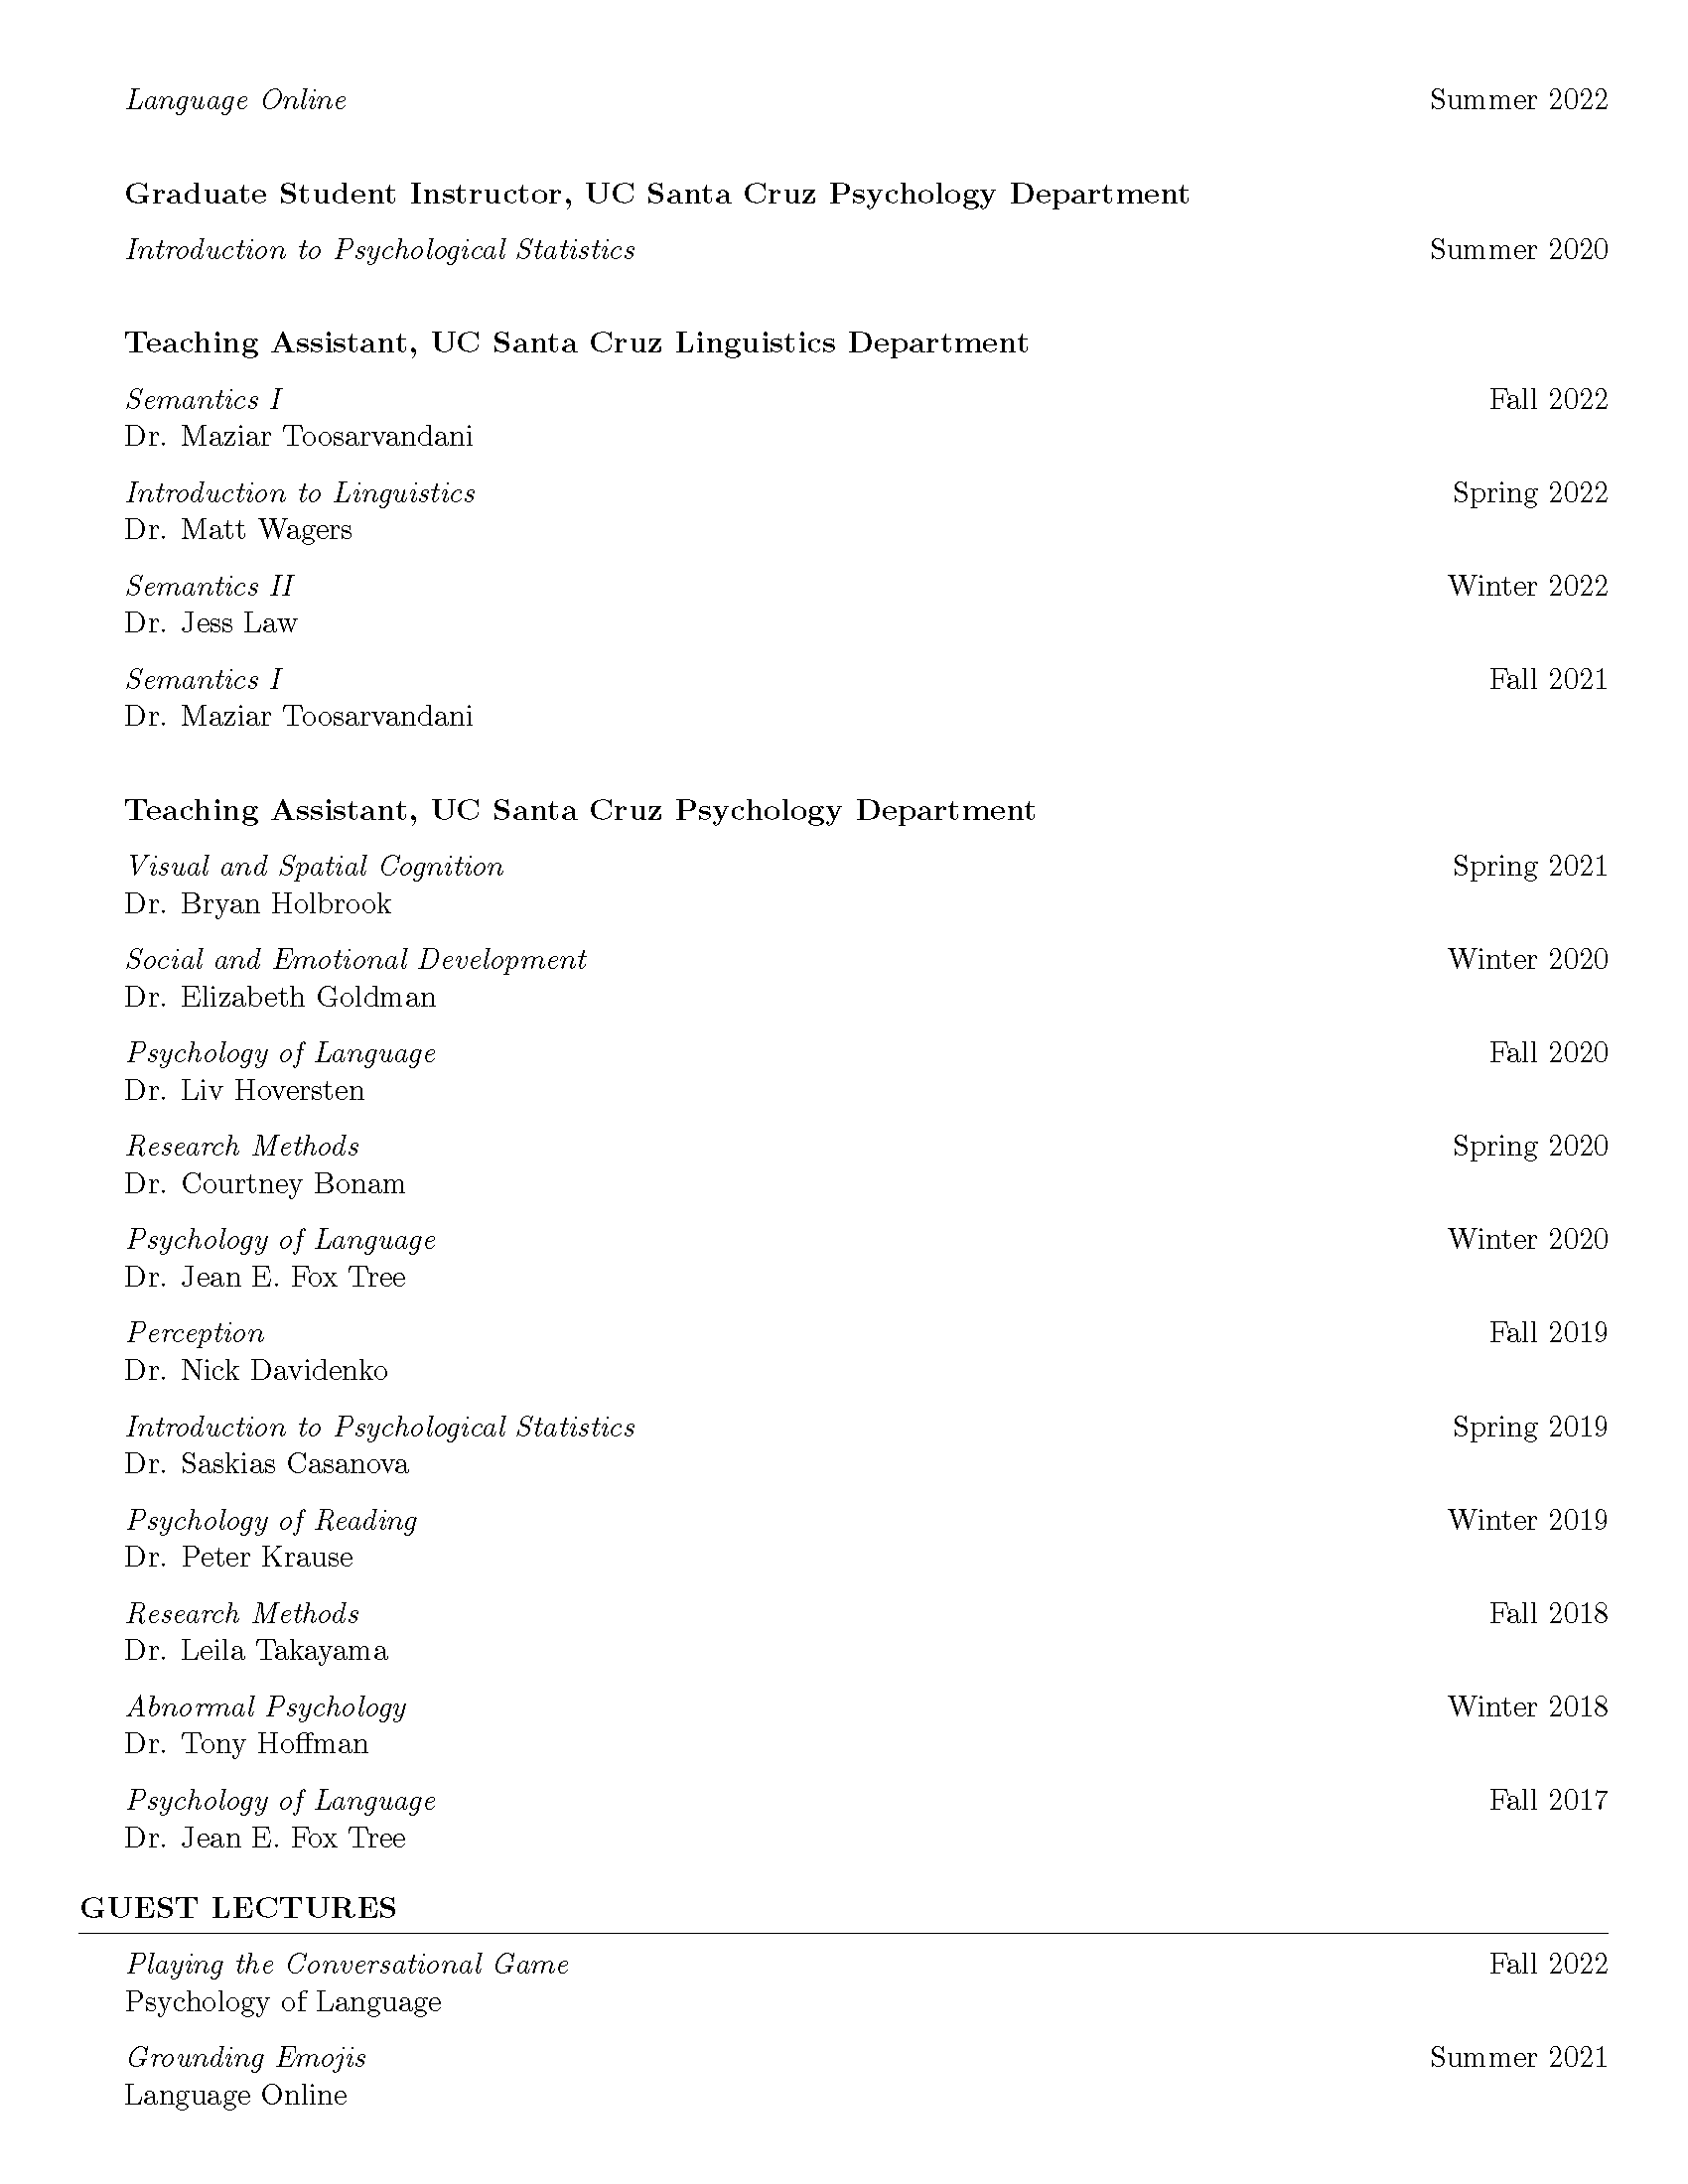 Language Online Summer 2022
Graduate Student Instructor, UC Santa Cruz Psychology Department
Introduction to Psychological Statistics Summer 2020
Teaching Assistant, UC Santa Cruz Linguistics Department
Semantics I Fall 2022
Dr. Maziar Toosarvandani
Introduction to Linguistics Spring 2022
Dr. Matt Wagers
Semantics II Winter 2022
Dr. Jess Law
Semantics I Fall 2021
Dr. Maziar Toosarvandani
Teaching Assistant, UC Santa Cruz Psychology Department
Visual and Spatial Cognition Spring 2021
Dr. Bryan Holbrook
Social and Emotional Development Winter 2020
Dr. Elizabeth Goldman
Psychology of Language Fall 2020
Dr. Liv Hoversten
Research Methods Spring 2020
Dr. Courtney Bonam
Psychology of Language Winter 2020
Dr. Jean E. Fox Tree
Perception Fall 2019
Dr. Nick Davidenko
Introduction to Psychological Statistics Spring 2019
Dr. Saskias Casanova
Psychology of Reading Winter 2019
Dr. Peter Krause
Research Methods Fall 2018
Dr. Leila Takayama
Abnormal Psychology Winter 2018
Dr. Tony Hoffman
Psychology of Language Fall 2017
Dr. Jean E. Fox Tree
GUEST LECTURES
Playing the Conversational Game Fall 2022
Psychology of Language
Grounding Emojis Summer 2021
Language Online